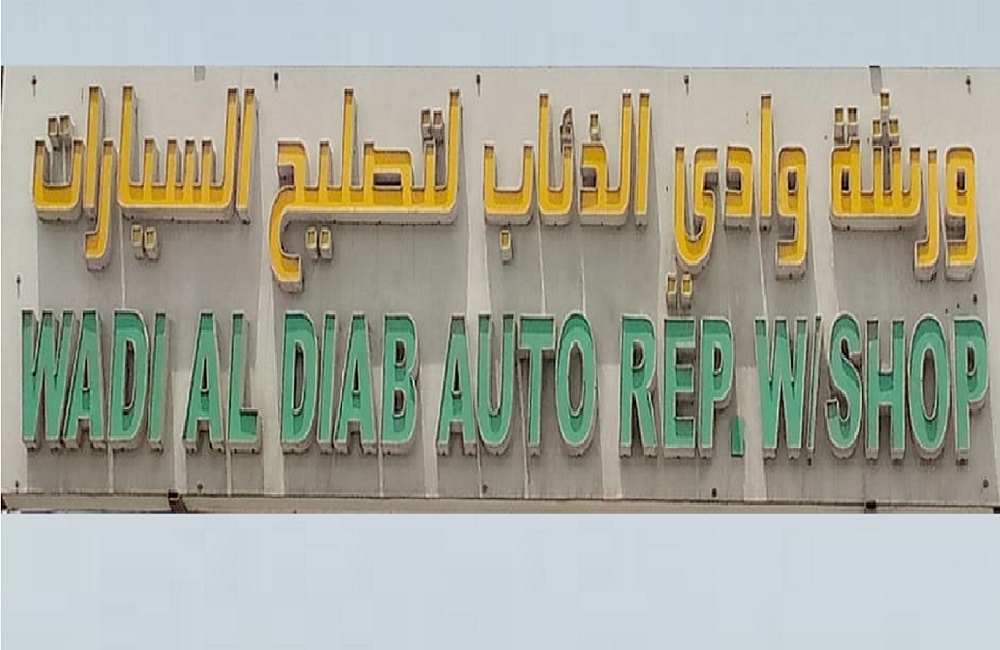 ورشة وادي الذئاب لتصليح السيارات
WADI AL DIAB AUTO REP. W/SHOP